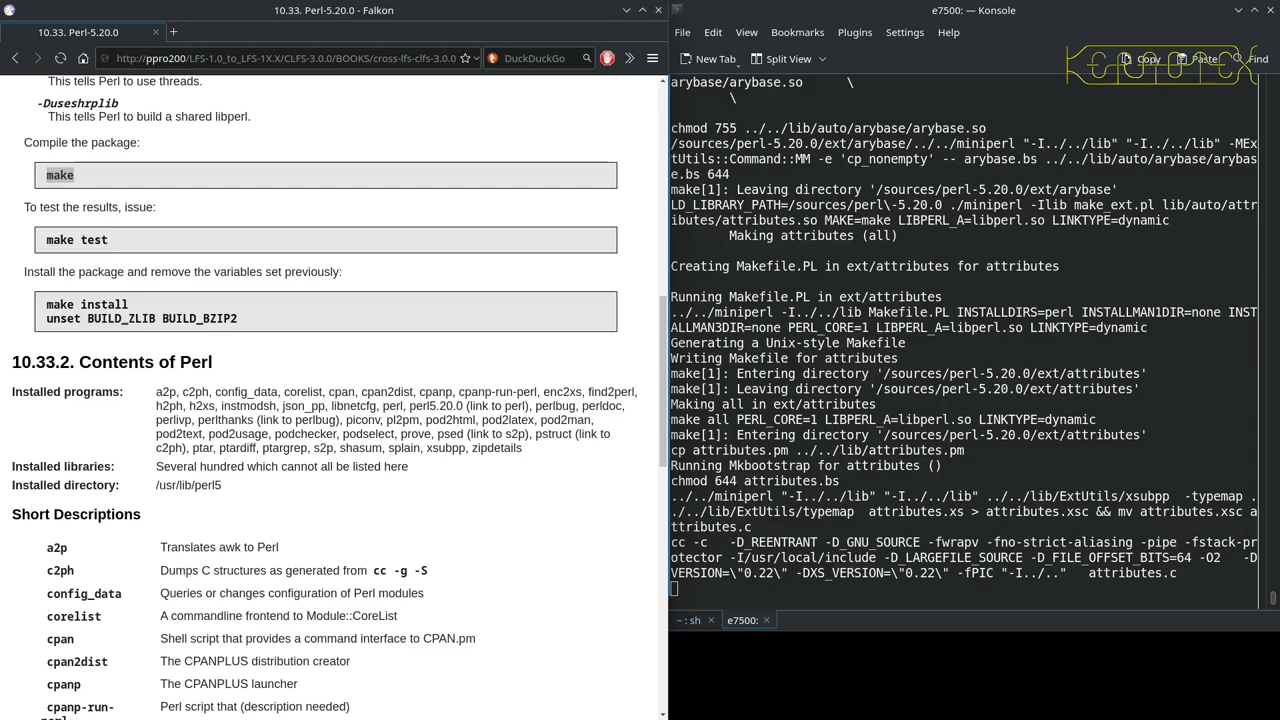 10.33. Perl-5.20.0 - Falkon
10.33. Perl-5.20.0
http://ppro200/LFS-1.0_to_LFS-1X.X/CLFS-3.0.0/BOOKS/cross-lfs-clfs-3.0.0
DuckDuckGo
This tells Perl to use threads.
-Duseshrplib
This tells Perl to build a shared libperl.
Compile the package:
make
To test the results, issue:
make test
Install the package and remove the variables set previously:
make install
unset BUILD_ZLIB BUILD_BZIP2
10.33.2. Contents of Perl
Installed programs: a2p, c2ph, config_data, corelist, cpan, cpan2dist, cpanp, cpanp-run-perl, enc2xs, find2perl,
h2ph, h2xs, instmodsh, json_pp, libnetcfg, perl, perl5.20.0 (link to perl), perlbug, perldoc,
perlivp, perlthanks (link to perlbug), piconv, pl2pm, pod2html, pod2latex, pod2man,
pod2text, pod2usage, podchecker, podselect, prove, psed (link to s2p), pstruct (link to
c2ph), ptar, ptardiff, ptargrep, s2p, shasum, splain, xsubpp, zipdetails
Installed libraries: Several hundred which cannot all be listed here
Installed directory: /usr/lib/perl5
Short Descriptions
a2p Translates awk to Perl
c2ph Dumps C structures as generated from cc -g -S
config_data Queries or changes configuration of Perl modules
corelist A commandline frontend to Module::CoreList
cpan Shell script that provides a command interface to CPAN.pm
cpan2dist The CPANPLUS distribution creator
cpanp The CPANPLUS launcher
cpanp-run- Perl script that (description needed)
perl
e7500: — Konsole
File Edit View Bookmarks Plugins Settings Help
New Tab Split View Copy Paste Find
arybase/arybase.so \
\
chmod 755 ../../lib/auto/arybase/arybase.so
/sources/perl-5.20.0/ext/arybase/../../miniperl "-I../../lib" "-I../../lib" -MEx
tUtils::Command::MM -e 'cp_nonempty' -- arybase.bs ../../lib/auto/arybase/arybas
e.bs 644
make[1]: Leaving directory '/sources/perl-5.20.0/ext/arybase'
LD_LIBRARY_PATH=/sources/perl\-5.20.0 ./miniperl -Ilib make_ext.pl lib/auto/attr
ibutes/attributes.so MAKE=make LIBPERL_A=libperl.so LINKTYPE=dynamic
Making attributes (all)
Creating Makefile.PL in ext/attributes for attributes
Running Makefile.PL in ext/attributes
../../miniperl -I../../lib Makefile.PL INSTALLDIRS=perl INSTALLMAN1DIR=none INST
ALLMAN3DIR=none PERL_CORE=1 LIBPERL_A=libperl.so LINKTYPE=dynamic
Generating a Unix-style Makefile
Writing Makefile for attributes
make[1]: Entering directory '/sources/perl-5.20.0/ext/attributes'
make[1]: Leaving directory '/sources/perl-5.20.0/ext/attributes'
Making all in ext/attributes
make all PERL_CORE=1 LIBPERL_A=libperl.so LINKTYPE=dynamic
make[1]: Entering directory '/sources/perl-5.20.0/ext/attributes'
cp attributes.pm ../../lib/attributes.pm
Running Mkbootstrap for attributes ()
chmod 644 attributes.bs
../../miniperl "-I../../lib" "-I../../lib" ../../lib/ExtUtils/xsubpp -typemap .
./../lib/ExtUtils/typemap attributes.xs > attributes.xsc && mv attributes.xsc a
ttributes.c
cc -c -D_REENTRANT -D_GNU_SOURCE -fwrapv -fno-strict-aliasing -pipe -fstack-pr
otector -I/usr/local/include -D_LARGEFILE_SOURCE -D_FILE_OFFSET_BITS=64 -O2 -D
VERSION=\"0.22\" -DXS_VERSION=\"0.22\" -fPIC "-I../.." attributes.c
~ : sh e7500: